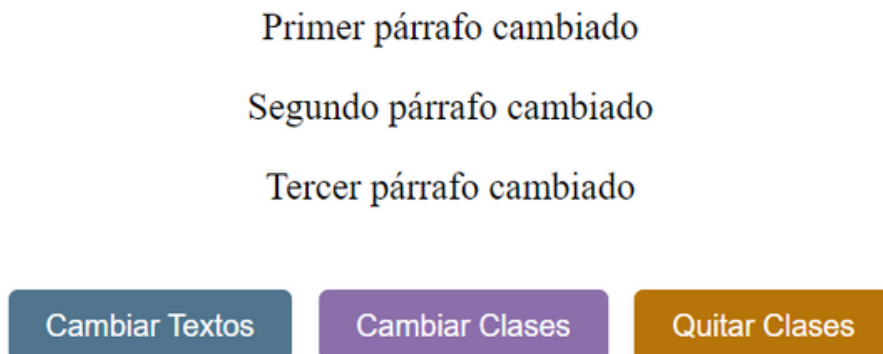 Primer párrafo cambiado
Segundo párrafo cambiado
Tercer párrafo cambiado
Cambiar Textos Cambiar Clases Quitar Clases